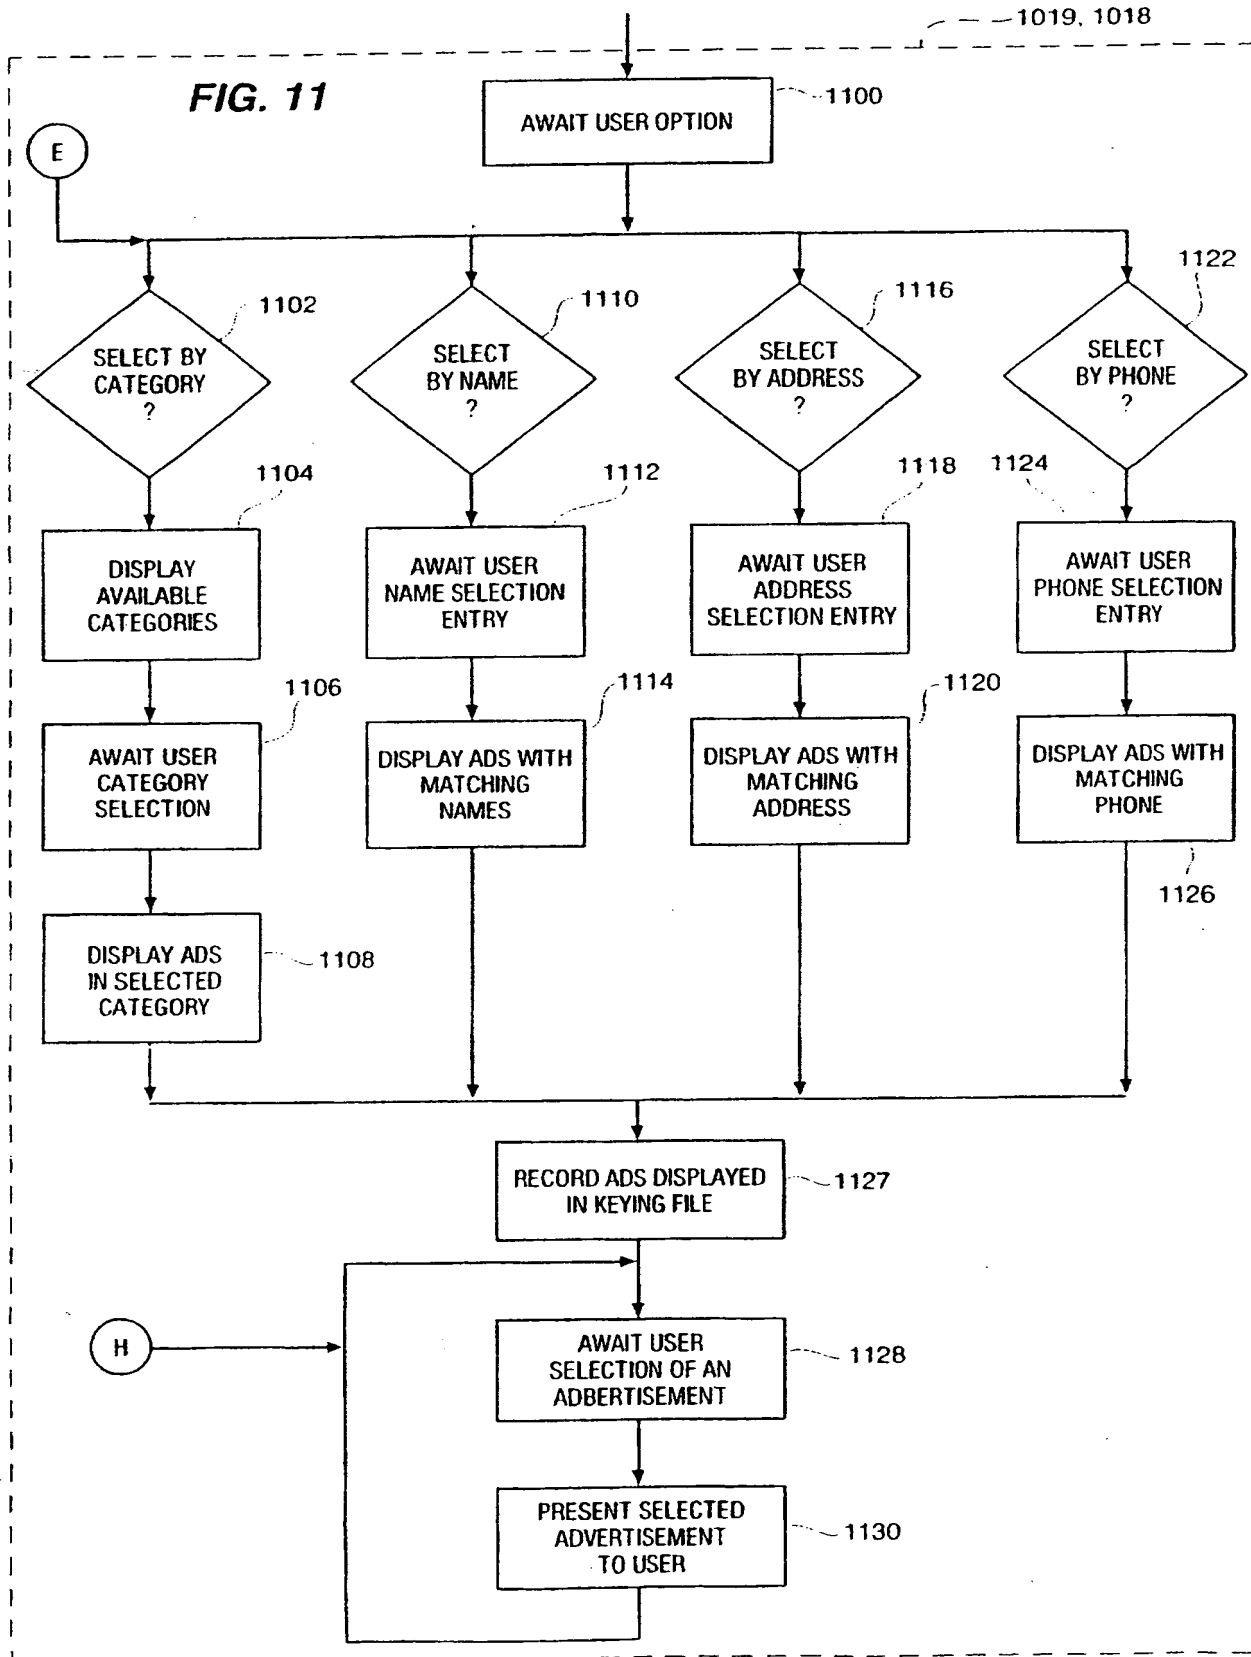 1019, 1018
FIG. 11
1100
AWAIT USER OPTION
E
1102
SELECT BY
CATEGORY
?
1110
SELECT
BY NAME
?
1116
SELECT
BY ADDRESS
?
1122
SELECT
BY PHONE
?
1104
DISPLAY
AVAILABLE
CATEGORIES
1112
AWAIT USER
NAME SELECTION
ENTRY
1118
AWAIT USER
ADDRESS
SELECTION ENTRY
1124
AWAIT USER
PHONE SELECTION
ENTRY
1106
AWAIT USER
CATEGORY
SELECTION
1114
DISPLAY ADS WITH
MATCHING
NAMES
1120
DISPLAY ADS WITH
MATCHING
ADDRESS
DISPLAY ADS WITH
MATCHING
PHONE
1126
DISPLAY ADS
IN SELECTED
CATEGORY
1108
RECORD ADS DISPLAYED
IN KEYING FILE
1127
H
AWAIT USER
SELECTION OF AN
ADBERTISEMENT
1128
PRESENT SELECTED
ADVERTISEMENT
TO USER
1130